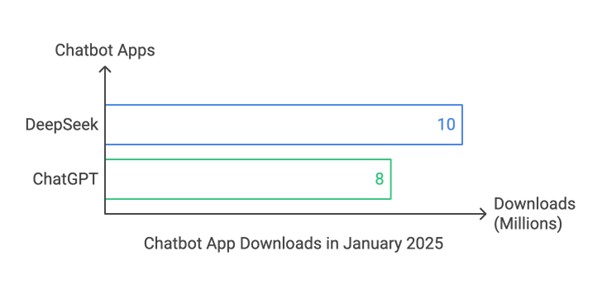 Chatbot Apps
DeepSeek
10
ChatGPT
8
Downloads
(Millions)
Chatbot App Downloads in January 2025